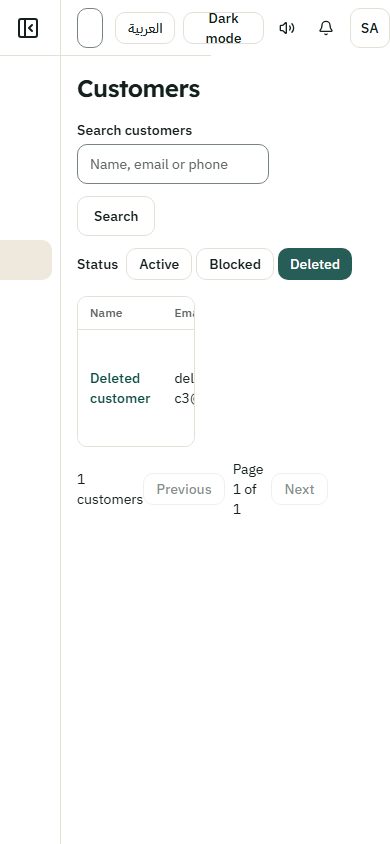 العربية
Dark
mode
SA
Customers
Search customers
Name, email or phone
Search
Status
Active
Blocked
Deleted
Name
Deleted
customer
1
customers
Previous
Page
1 of
1
Next